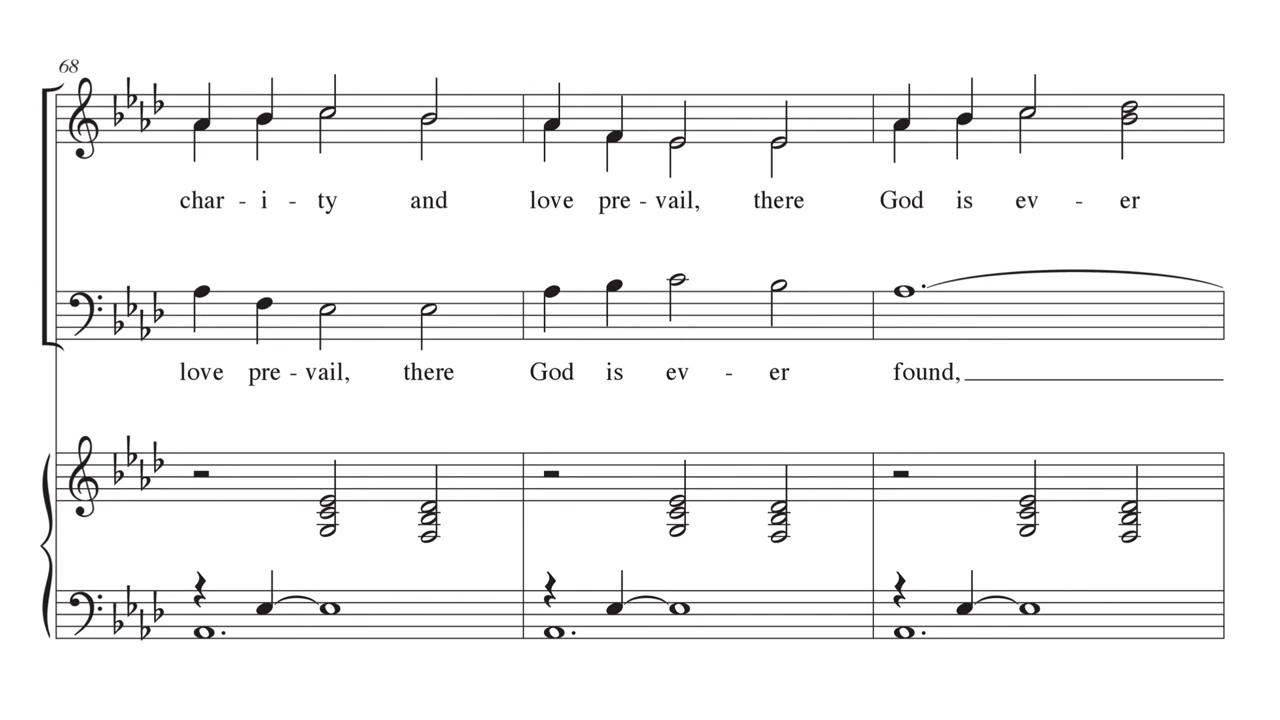 68
char - i - ty and love pre - vail, there God is ev - er
love pre - vail, there God is ev - er found,